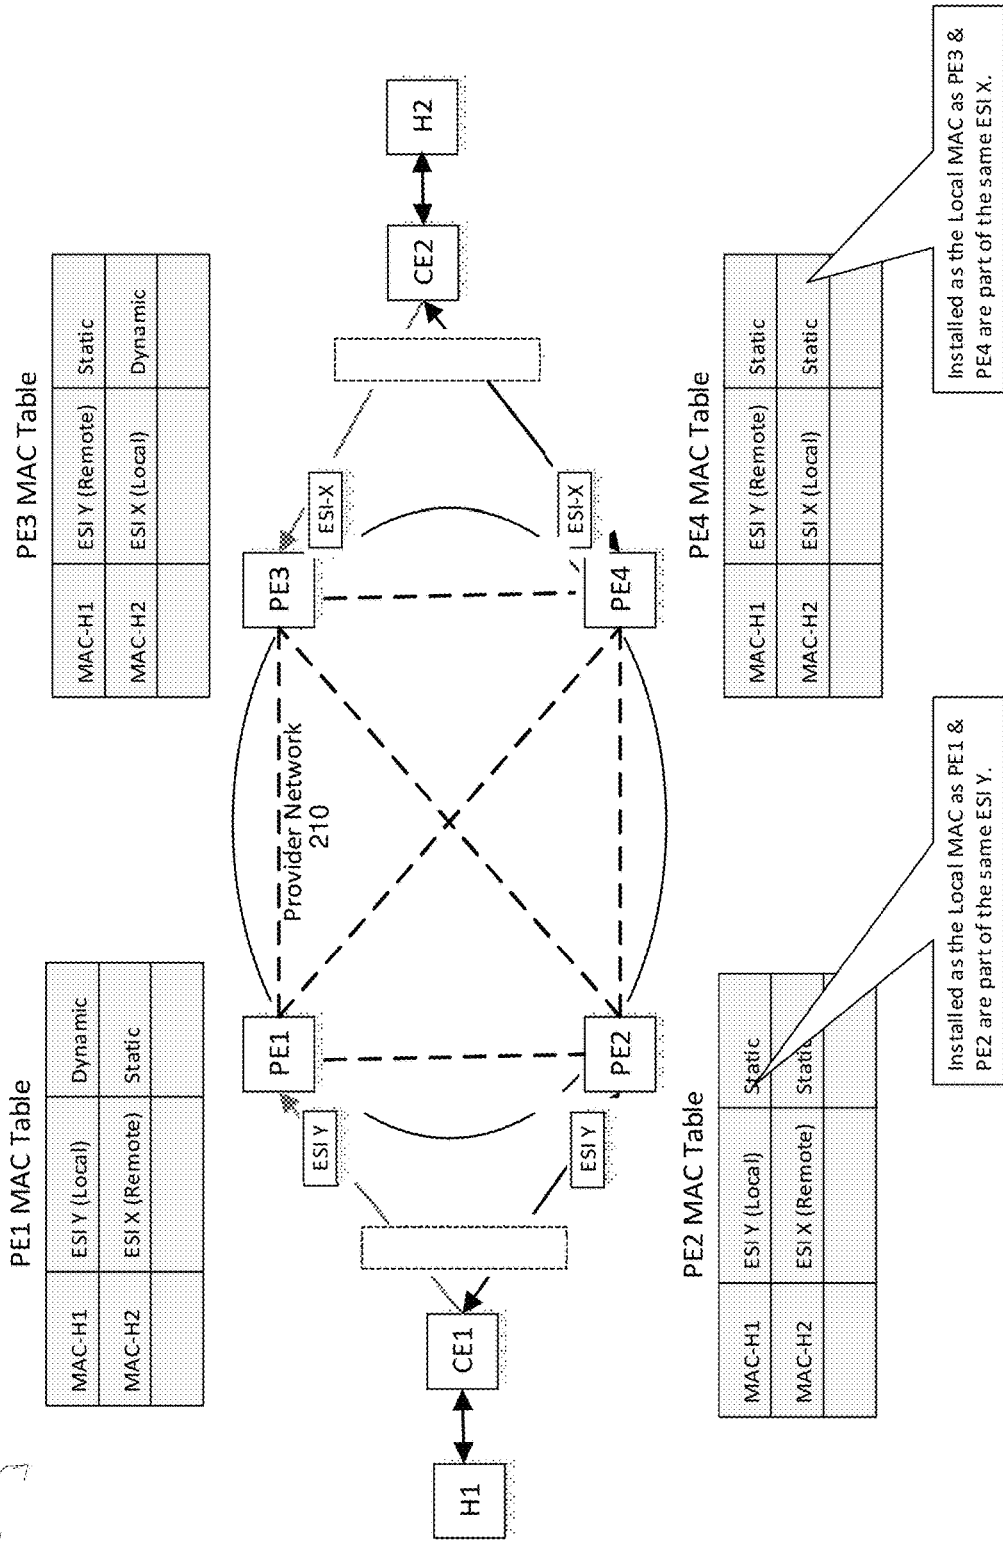 PE1 MAC Table
MAC-H1 ESI Y (Local) Dynamic
MAC-H2 ESI X (Remote) Static
PE3 MAC Table
MAC-H1 ESI Y (Remote) Static
MAC-H2 ESI X (Local) Dynamic
H1
CE1
ESI Y
ESI Y
PE1
PE2
Provider Network
210
PE3
PE4
ESI-X
ESI-X
CE2
H2
PE2 MAC Table
MAC-H1 ESI Y (Local) Static
MAC-H2 ESI X (Remote) Static
PE4 MAC Table
MAC-H1 ESI Y (Remote) Static
MAC-H2 ESI X (Local) Static
Installed as the Local MAC as PE1 &
PE2 are part of the same ESI Y.
Installed as the Local MAC as PE3 &
PE4 are part of the same ESI X.